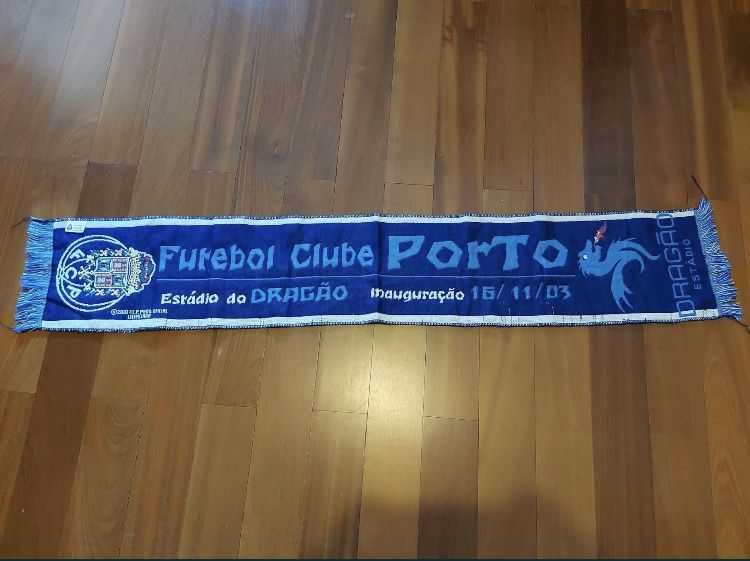 F.C.P.
Futebol Clube Porto
Estádio do DRAGÃO inauguração 16/11/03
DRAGÃO
ESTÁDIO